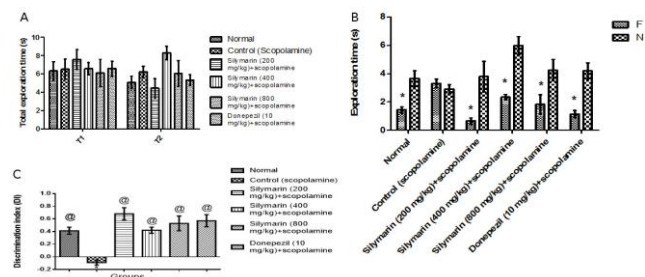 A
Total exploration time (s)
10
8
6
4
2
0
T1
T2
Normal
Control (Scopolamine)
Silymarin (200
mg/kg)+scopolamine
Silymarin (400
mg/kg)+scopolamine
Silymarin (800
mg/kg)+scopolamine
Donepezil (10
mg/kg)+scopolamine
B
Exploration time(s)
8
6
4
2
0
* * * * *
F
N
Normal
Control (scopolamine)
Silymarin (200 mg/kg)+scopolamine
Silymarin (400 mg/kg)+scopolamine
Silymarin (800 mg/kg)+scopolamine
Donepezil (10 mg/kg)+scopolamine
C
Discrimination index (DI)
1.0
0.8
0.6
0.4
0.2
0.0
-0.2
@ @ @ @ @
*
Groups
Normal
Control (scopolamine)
Silymarin (200
mg/kg)+scopolamine
Silymarin (400
mg/kg)+scopolamine
Silymarin (800
mg/kg)+scopolamine
Donepezil (10
mg/kg)+scopolamine